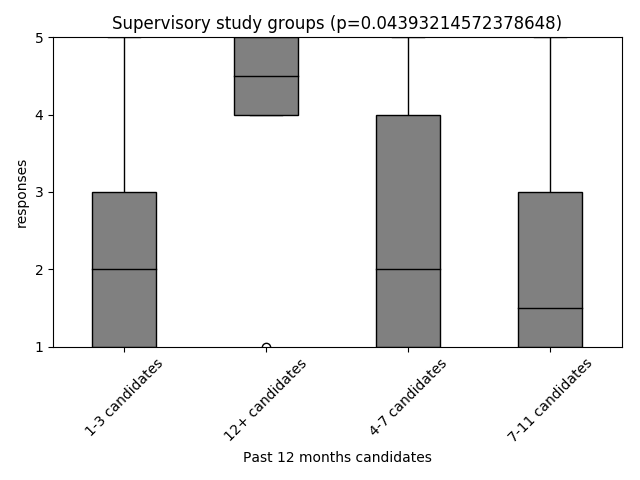 Supervisory study groups (p=0.04393214572378648)
5
4
3
2
1
responses
1-3 candidates
12+ candidates
4-7 candidates
7-11 candidates
Past 12 months candidates